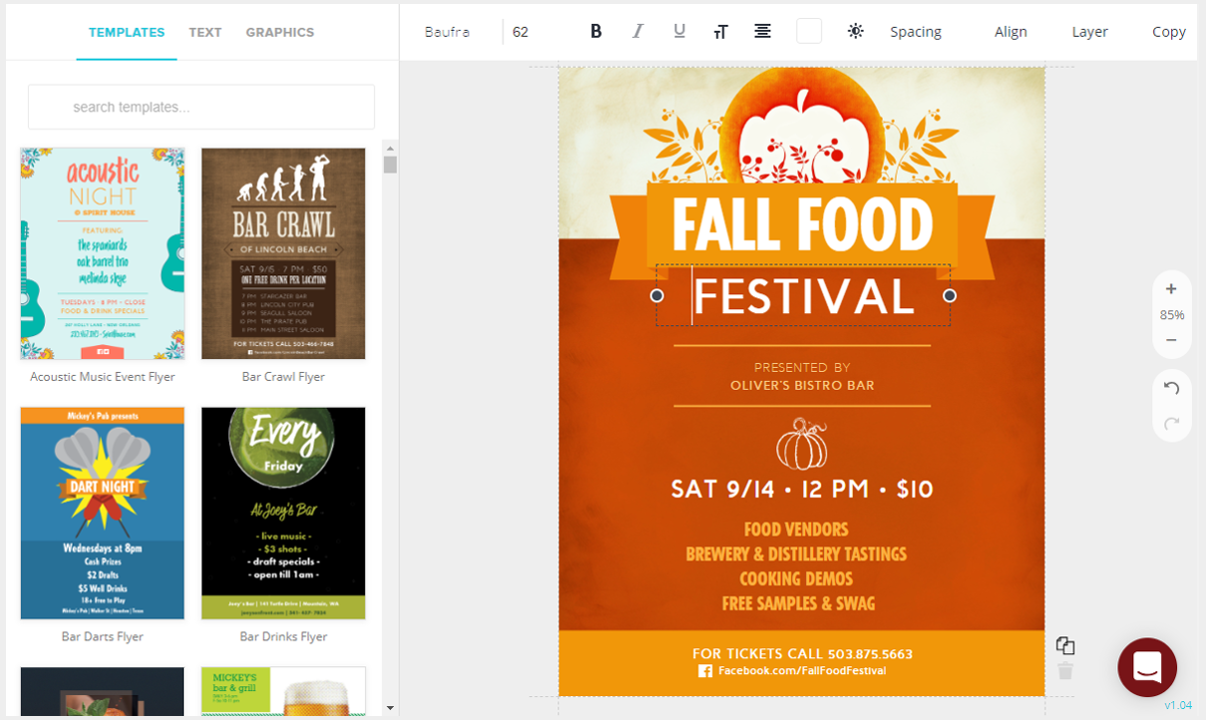 TEMPLATES
TEXT
GRAPHICS
Baufra
62
B
I
U
TT
Spacing
Align
Layer
Copy
search templates...
acoustic
NIGHT
@ SPIRIT HOUSE
FEATURING:
the spaniards
oak barrel trio
melinda skye
TUESDAYS · 8 PM - CLOSE
FOOD & DRINK SPECIALS
Acoustic Music Event Flyer
BAR CRAWL
OF LINCOLN BEACH
SAT 9/15 7 PM $50
ONE FREE DRINK PER LOCATION
7 PM STARGAZER BAR
8 PM LINCOLN CITY PUB
9 PM SEAGULL SALOON
10 PM THE PIRATE PUB
11 PM MAIN STREET SALOON
FOR TICKETS CALL 503-466-7848
Bar Crawl Flyer
Mickey's Pub presents
DART NIGHT
Wednesdays at 8pm
Cash Prizes
$2 Drafts
$5 Well Drinks
18+ Free to Play
Bar Darts Flyer
Every
Friday
At Joey's Bar
- live music -
- $3 shots -
- draft specials -
- open till 1am -
Bar Drinks Flyer
MICKEY'S
bar & grill
FALL FOOD
FESTIVAL
PRESENTED BY
OLIVER'S BISTRO BAR
SAT 9/14 • 12 PM • $10
FOOD VENDORS
BREWERY & DISTILLERY TASTINGS
COOKING DEMOS
FREE SAMPLES & SWAG
FOR TICKETS CALL 503.875.5663
Facebook.com/FallFoodFestival
85%
v1.04